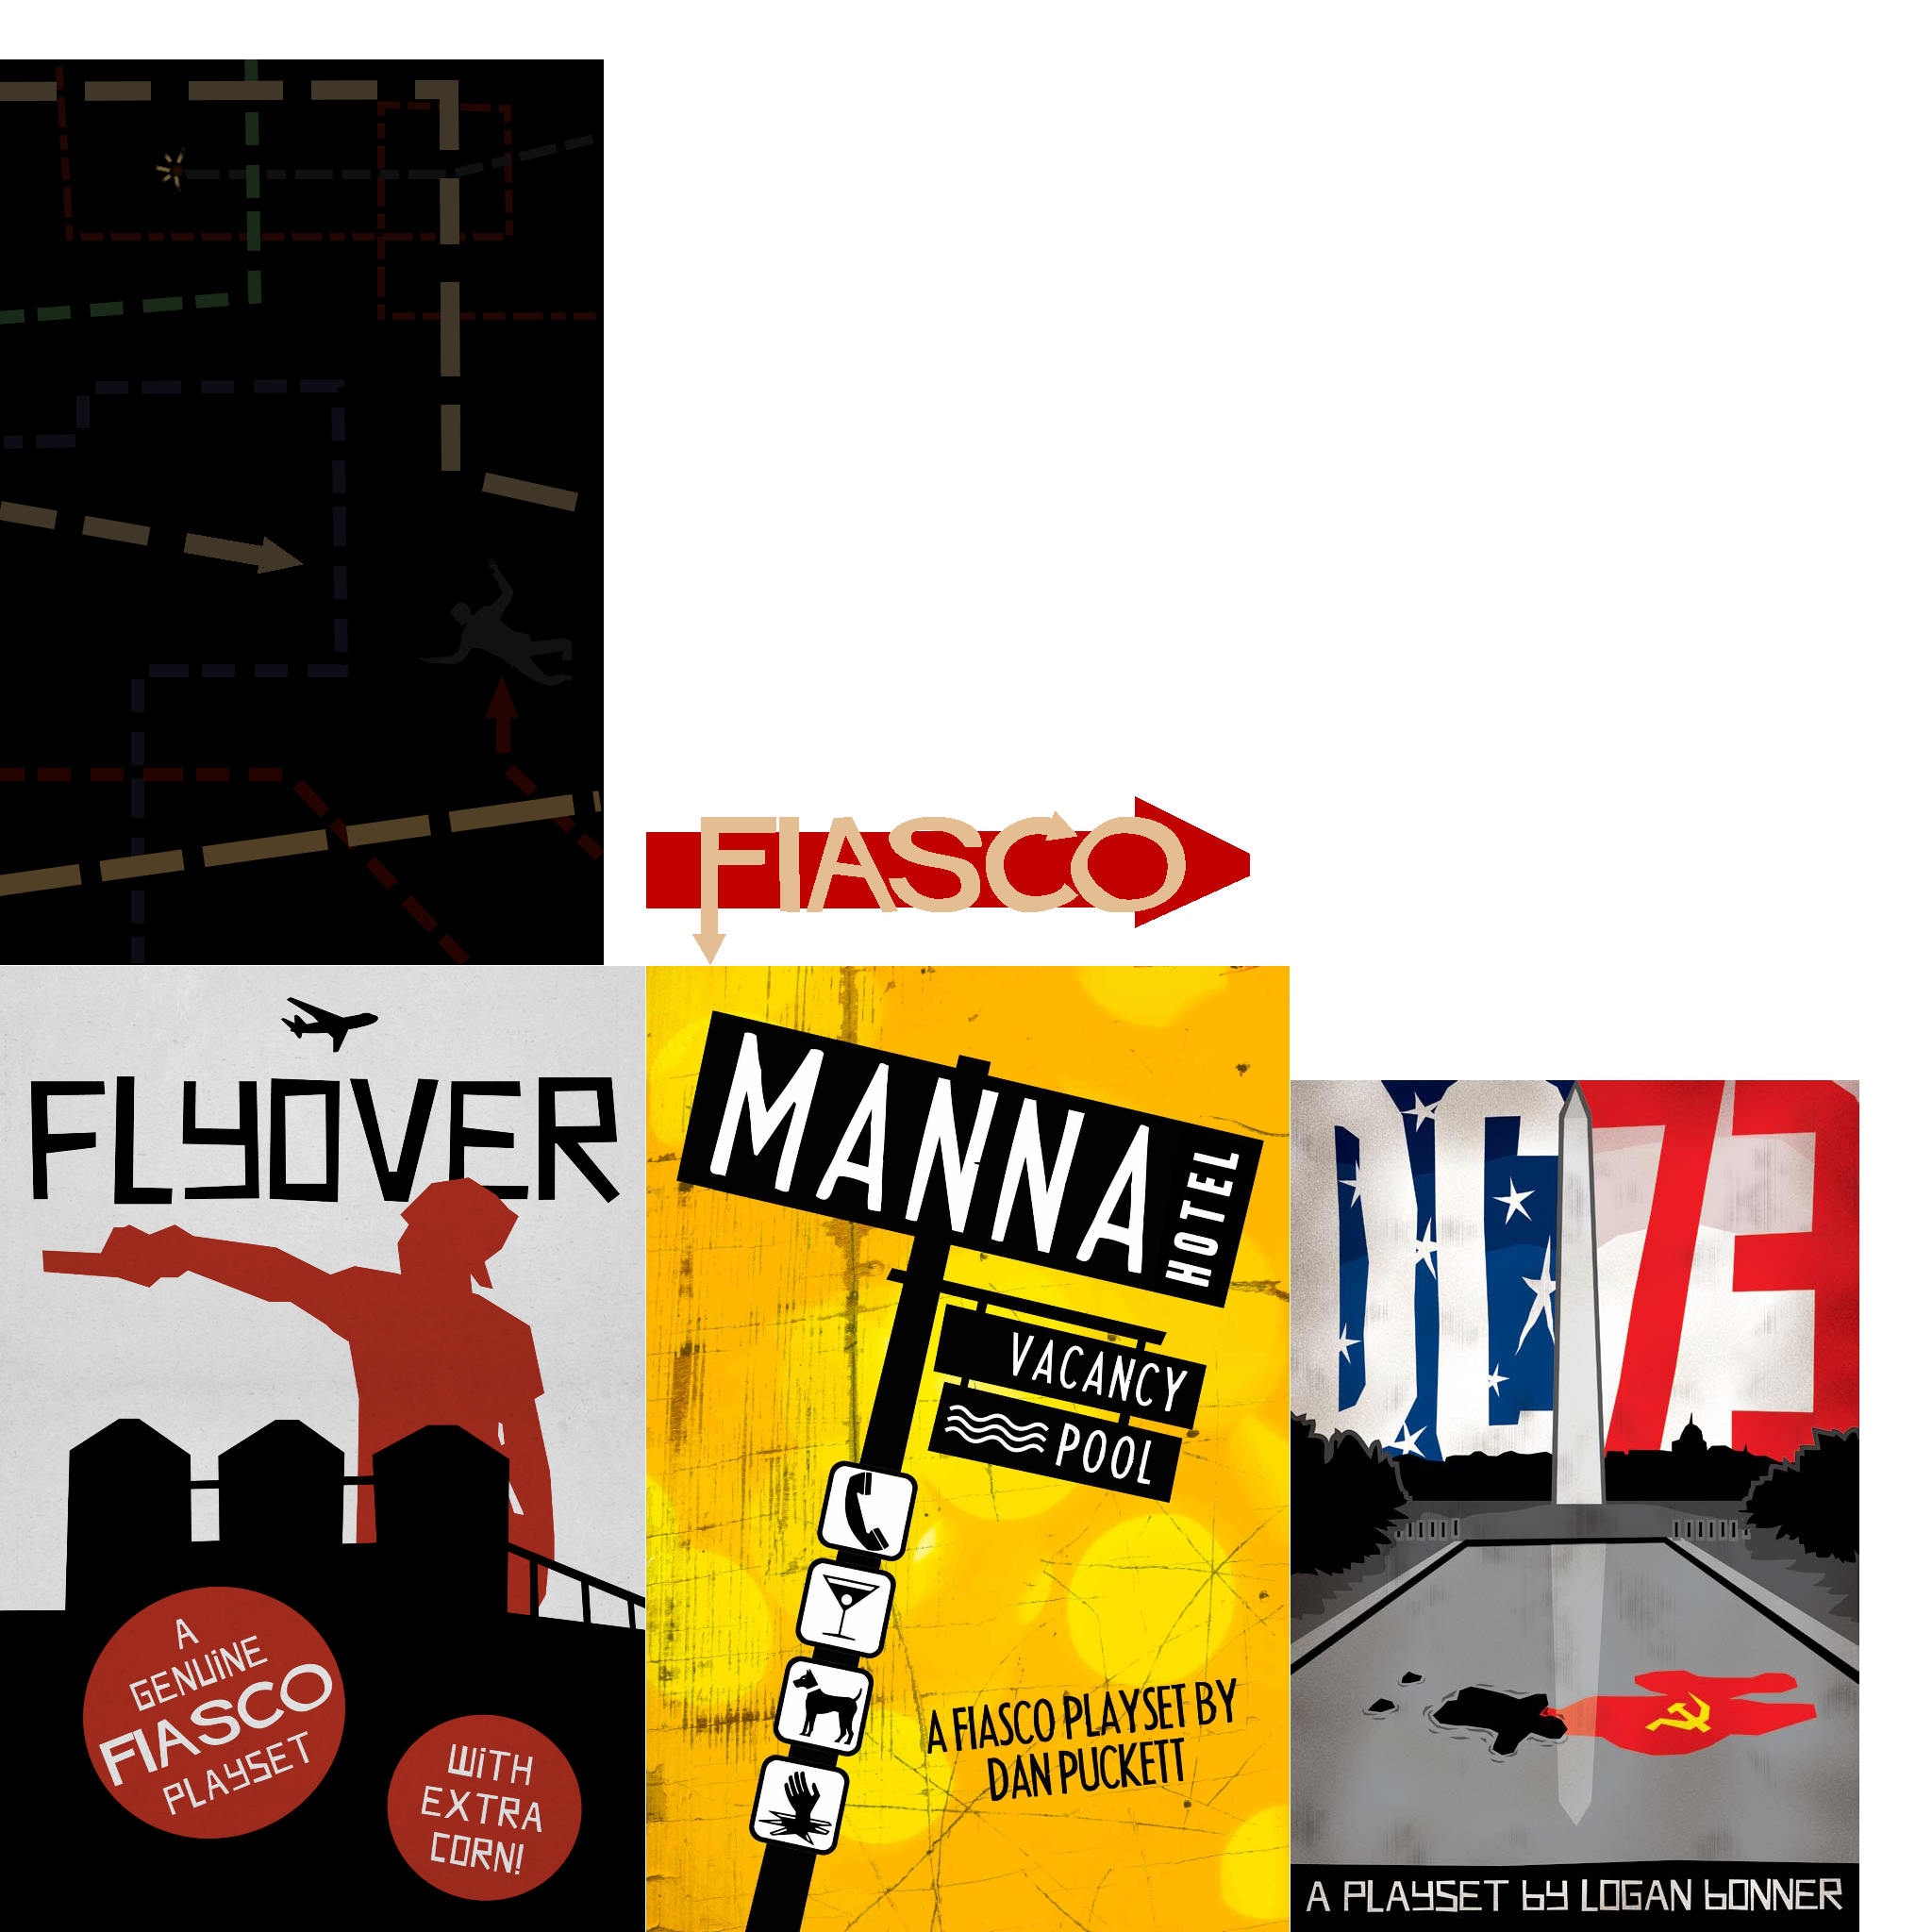 FIASCO
FLYOVER
A
GENUiNE
FIASCO
PLAYSET
WiTH
EXTRA
CORN!
MANNA
HOTEL
VACANCY
POOL
A FIASCO PLAYSET BY
DAN PUCKETT
DC 73
A PLAYSET by LOGAN bONNER